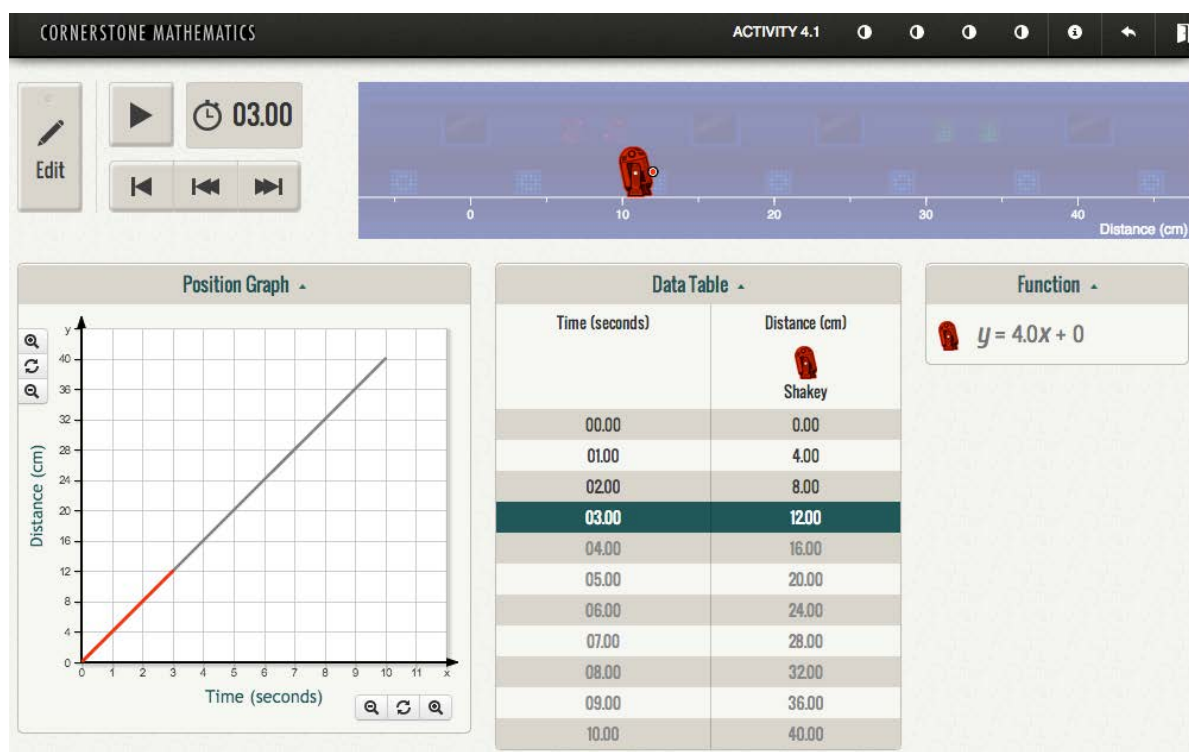 CORNERSTONE MATHEMATICS
ACTIVITY 4.1
Edit
03.00
0 10 20 30 40
Distance (cm)
Position Graph
y
40
36
32
28
24
20
16
12
8
4
0
Distance (cm)
0 1 2 3 4 5 6 7 8 9 10 11 x
Time (seconds)
Data Table
Time (seconds) Distance (cm)
Shakey
00.00 0.00
01.00 4.00
02.00 8.00
03.00 12.00
04.00 16.00
05.00 20.00
06.00 24.00
07.00 28.00
08.00 32.00
09.00 36.00
10.00 40.00
Function
y = 4.0x + 0